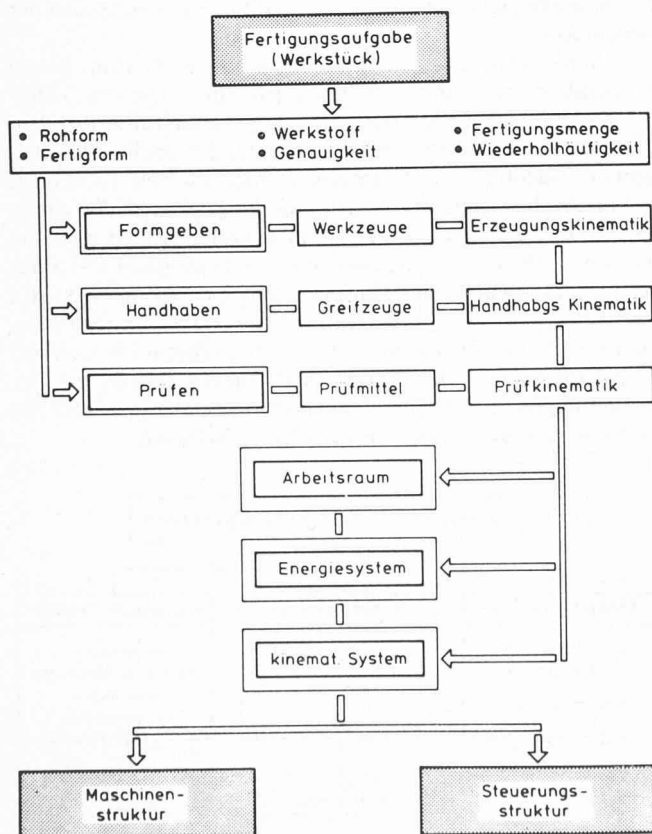 Fertigungsaufgabe
(Werkstück)
• Rohform • Werkstoff • Fertigungsmenge
• Fertigform • Genauigkeit • Wiederholhäufigkeit
Formgeben Werkzeuge Erzeugungskinematik
Handhaben Greifzeuge Handhabgs Kinematik
Prüfen Prüfmittel Prüfkinematik
Arbeitsraum
Energiesystem
kinemat. System
Maschinen-
struktur
Steuerungs-
struktur